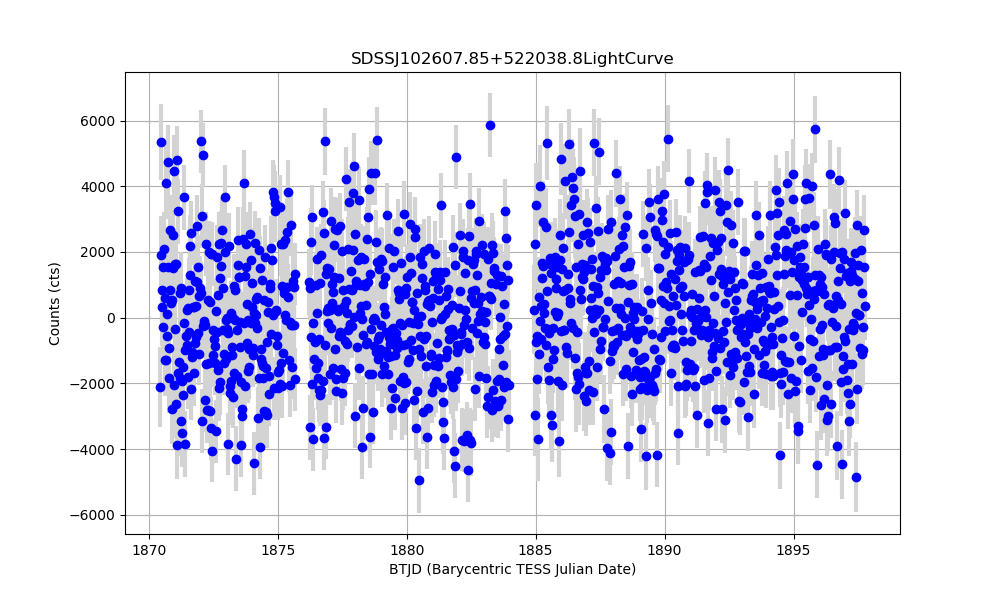 SDSSJ102607.85+522038.8LightCurve
6000
4000
2000
0
−2000
−4000
−6000
Counts (cts)
1870 1875 1880 1885 1890 1895
BTJD (Barycentric TESS Julian Date)